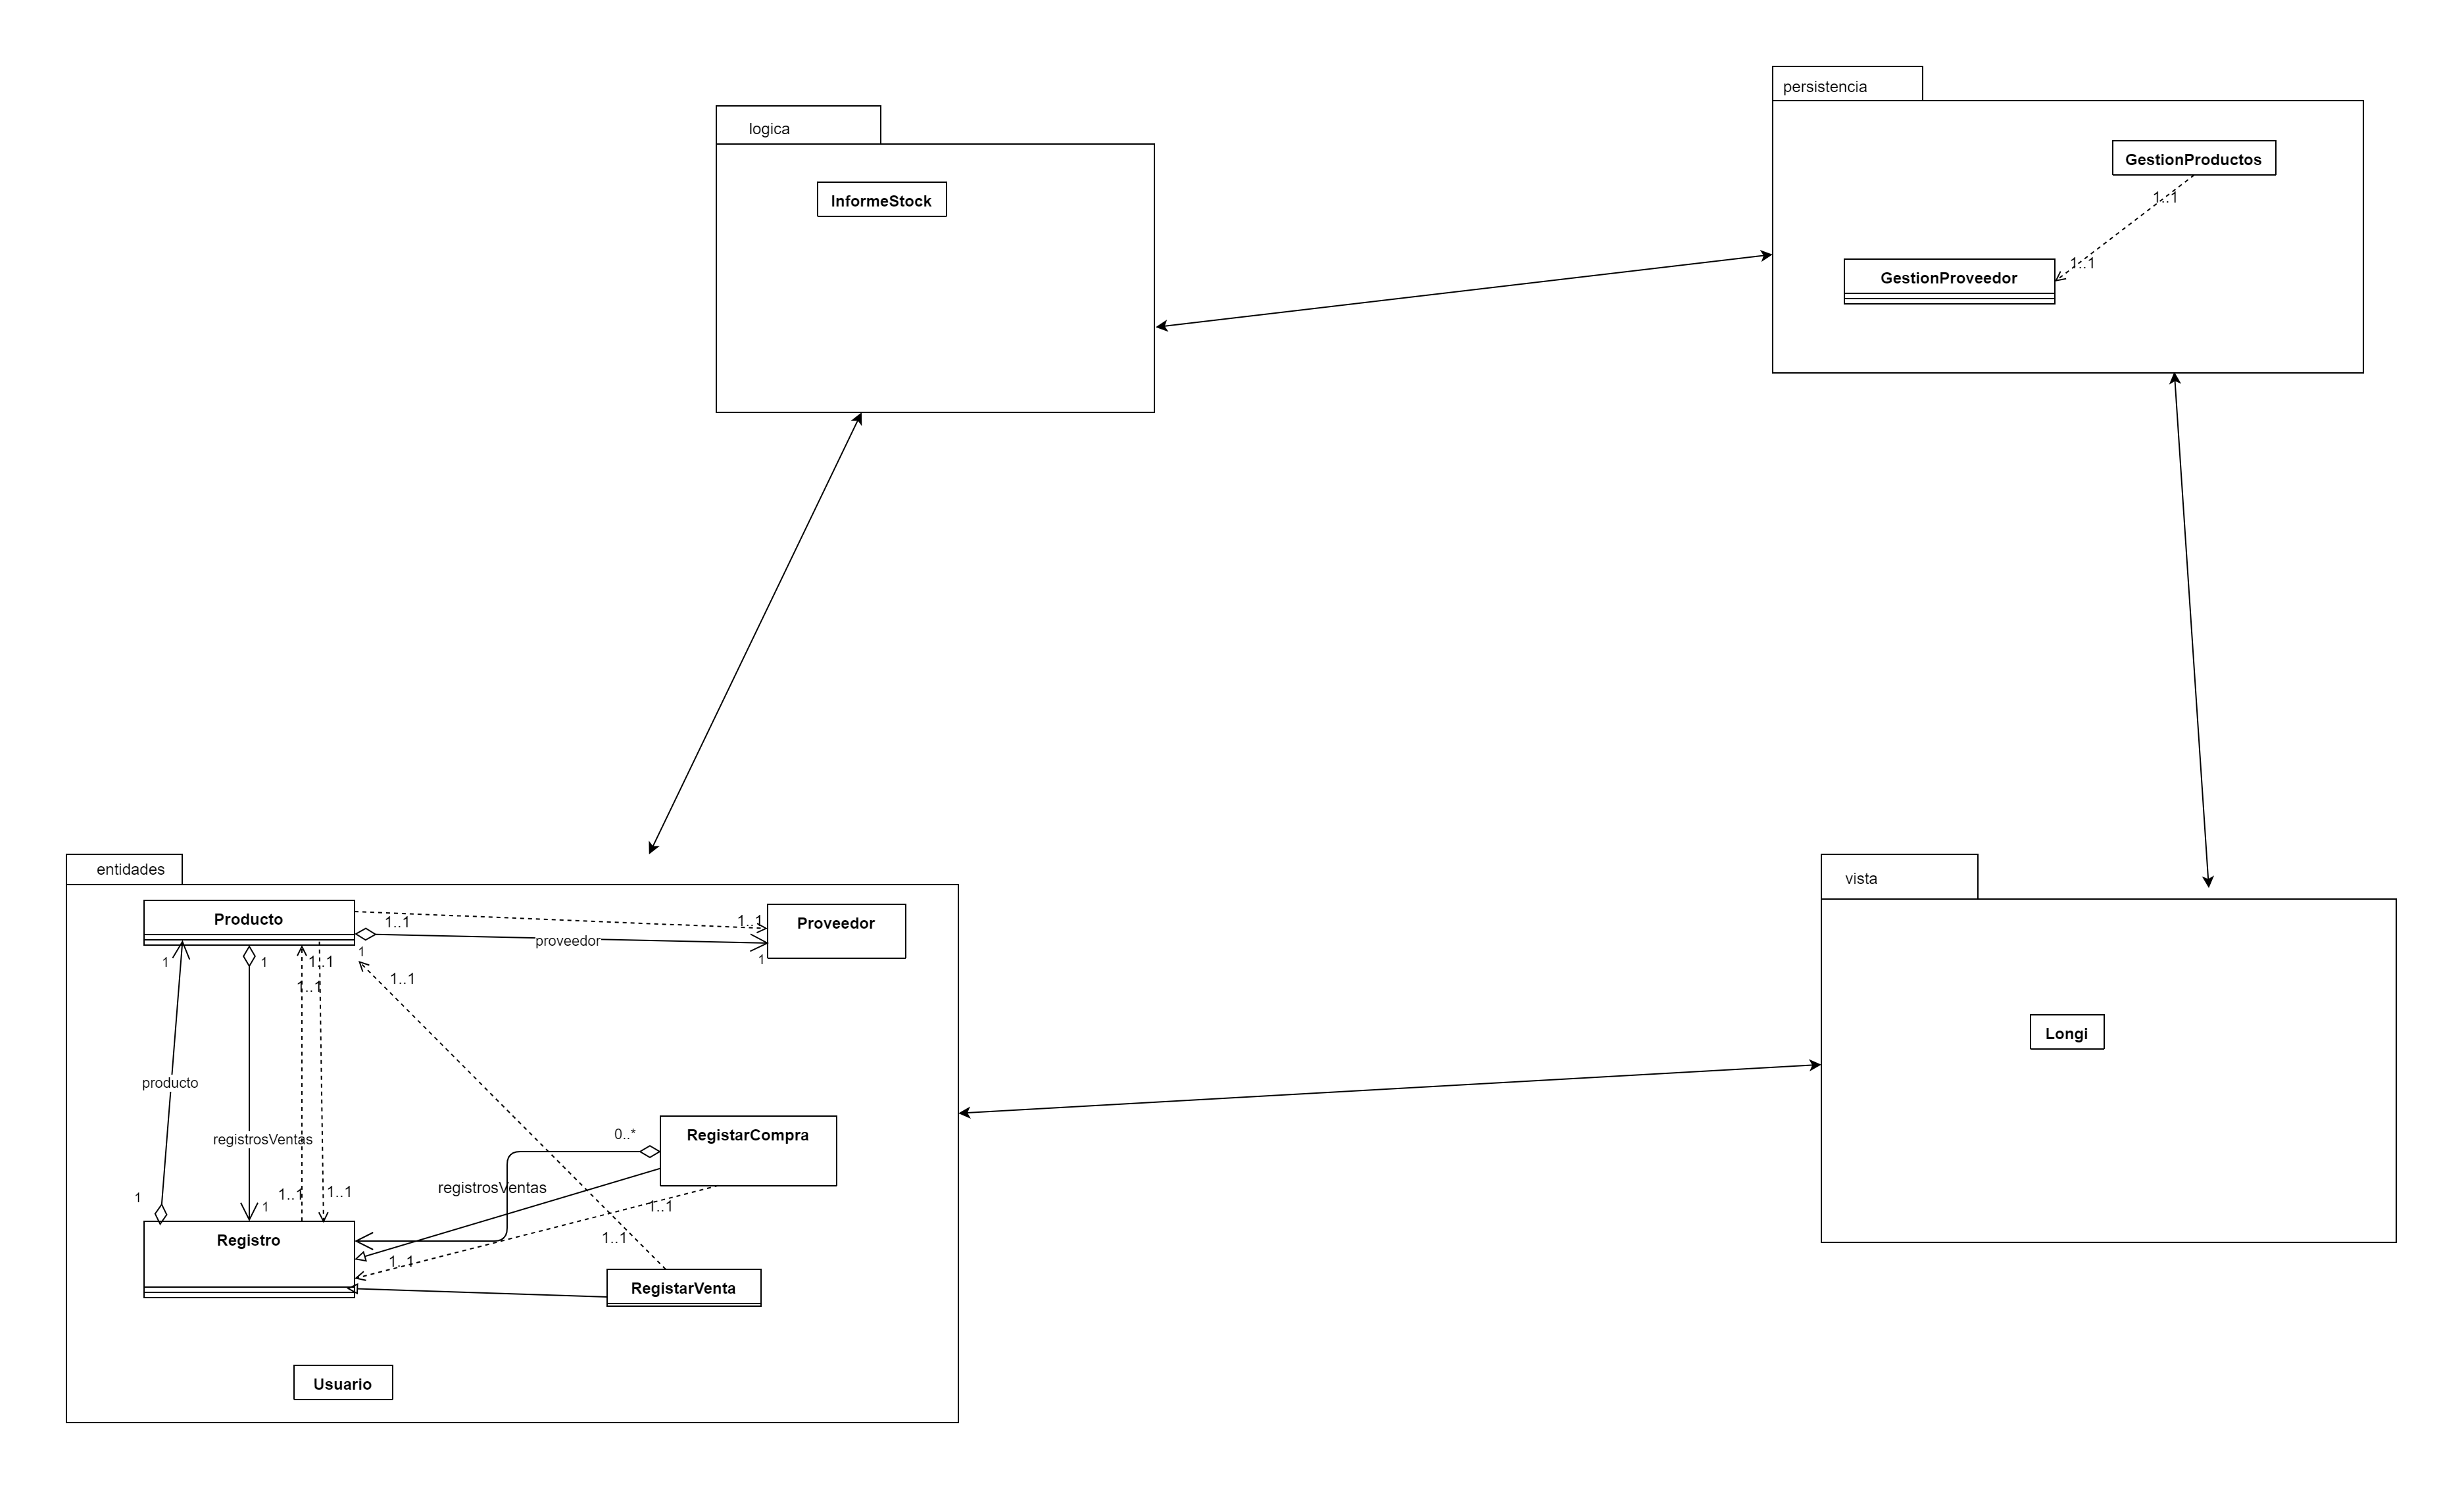 persistencia
logica
GestionProductos
InformeStock
1..1
1..1
GestionProveedor
entidades
vista
Producto
Proveedor
1..1
1..1
proveedor
1
1
1
1
1..1
1..1
1..1
Longi
producto
RegistarCompra
0..*
registrosVentas
registrosVentas
1..1
1..1
1
1
1..1
1..1
Registro
1..1
RegistarVenta
Usuario